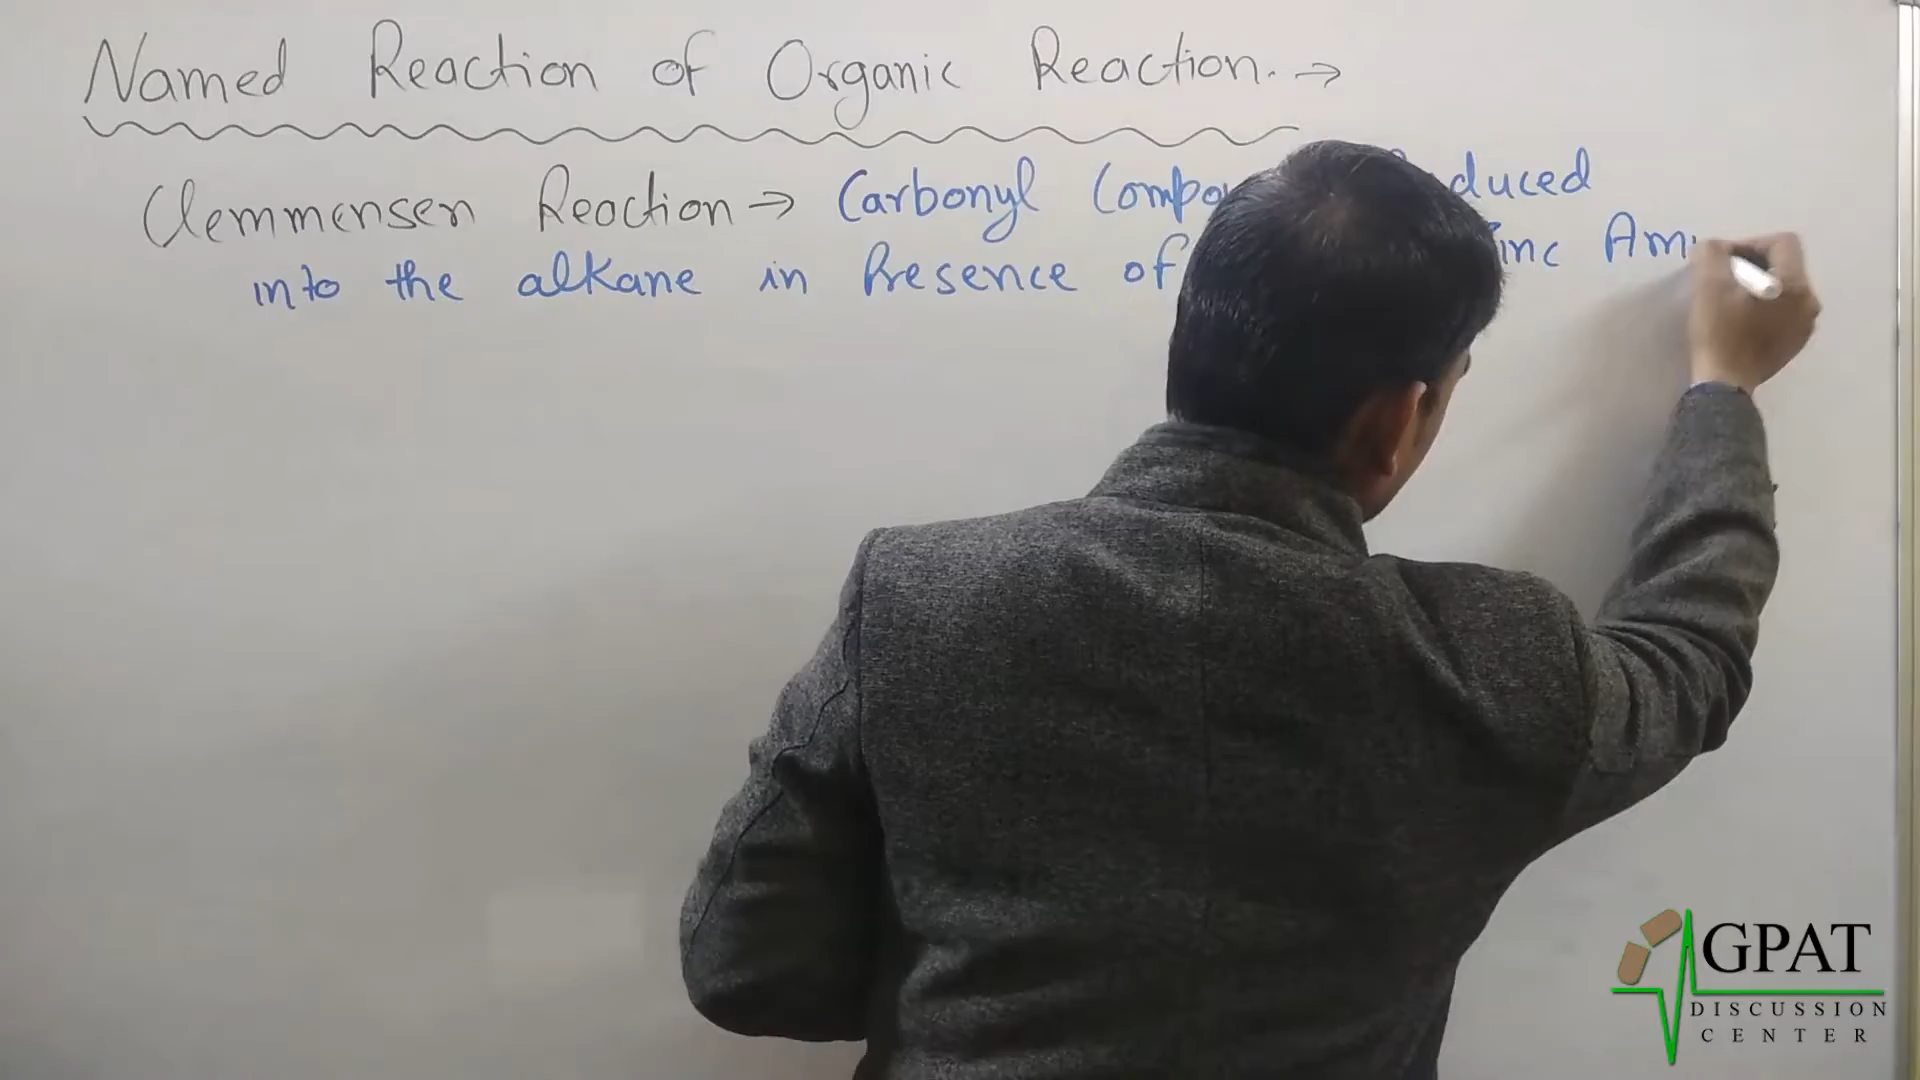 Named Reaction of Organic Reaction. →
Clemmensen Reaction → Carbonyl
into the alkane in Presence of
GPAT
DISCUSSION
CENTER